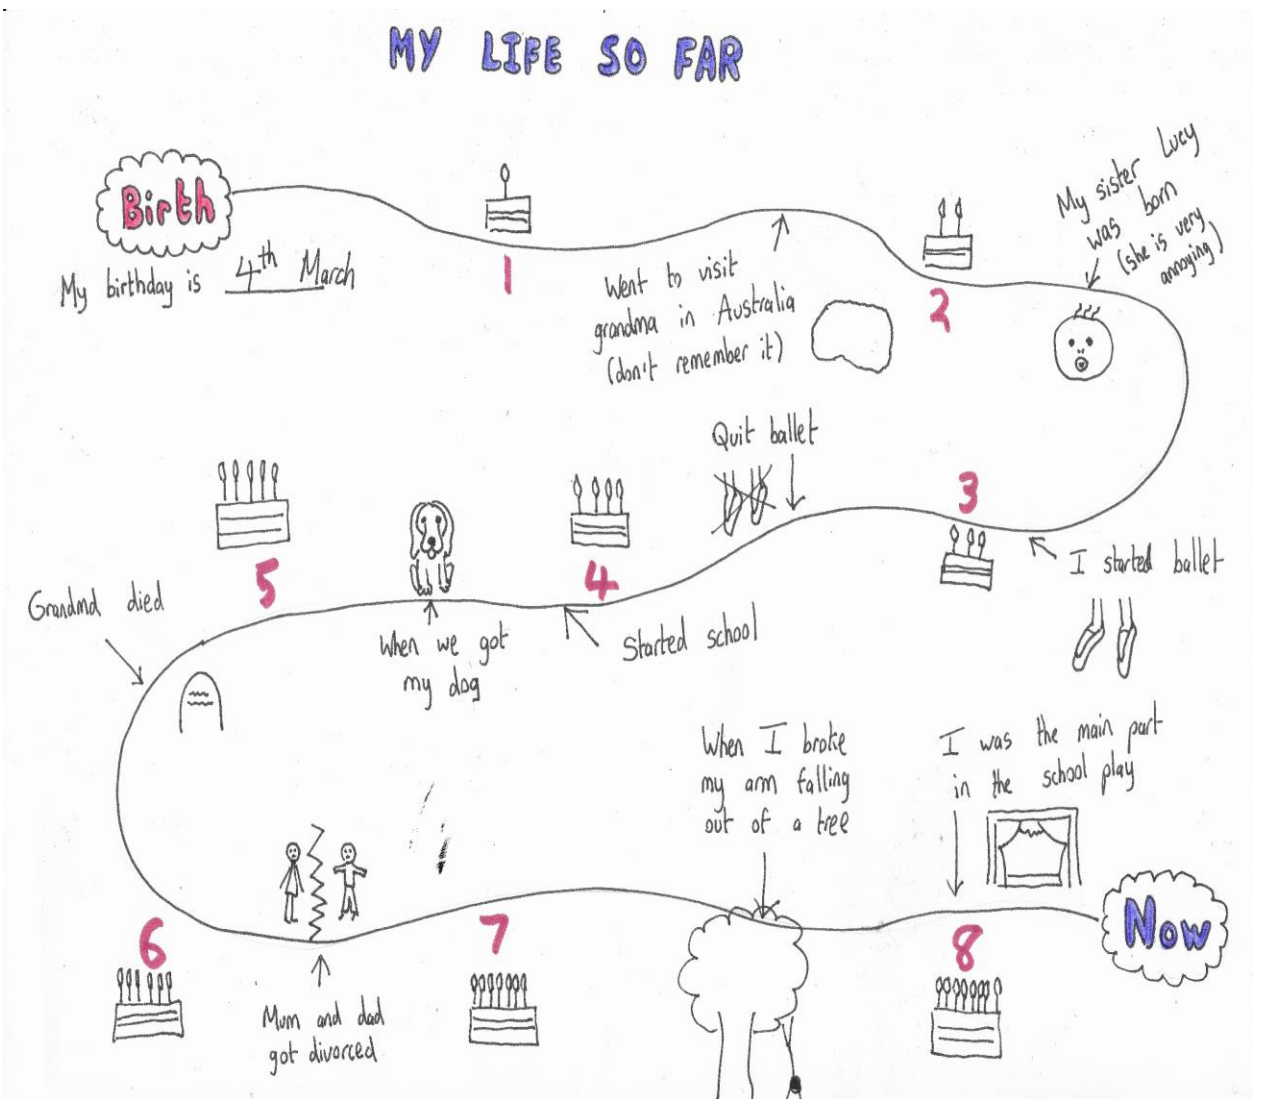 MY LIFE SO FAR
Birth
My birthday is 4th March
1
Went to visit
grandma in Australia
(don't remember it)
2
My sister Lucy
was born
(she is very
annoying)
3
I started ballet
Quit ballet
4
Started school
When we got
my dog
5
Grandma died
6
Mum and dad
got divorced
7
When I broke
my arm falling
out of a tree
8
I was the main part
in the school play
Now